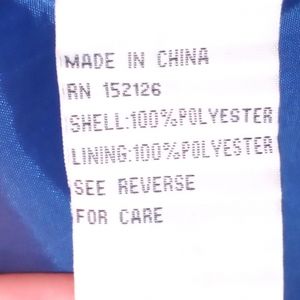 MADE IN CHINA
RN 152126
SHELL:100%POLYESTER
LINING:100%POLYESTER
SEE REVERSE
FOR CARE